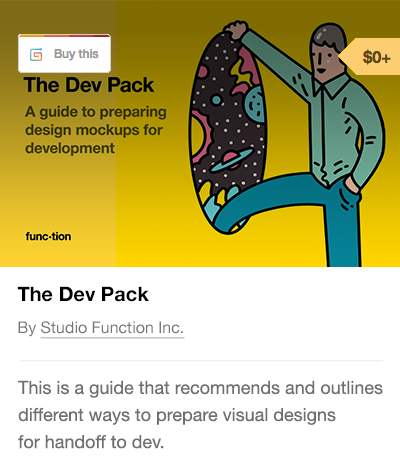 Buy this
$0+
The Dev Pack
A guide to preparing
design mockups for
development
func-tion
The Dev Pack
By Studio Function Inc.
This is a guide that recommends and outlines
different ways to prepare visual designs
for handoff to dev.